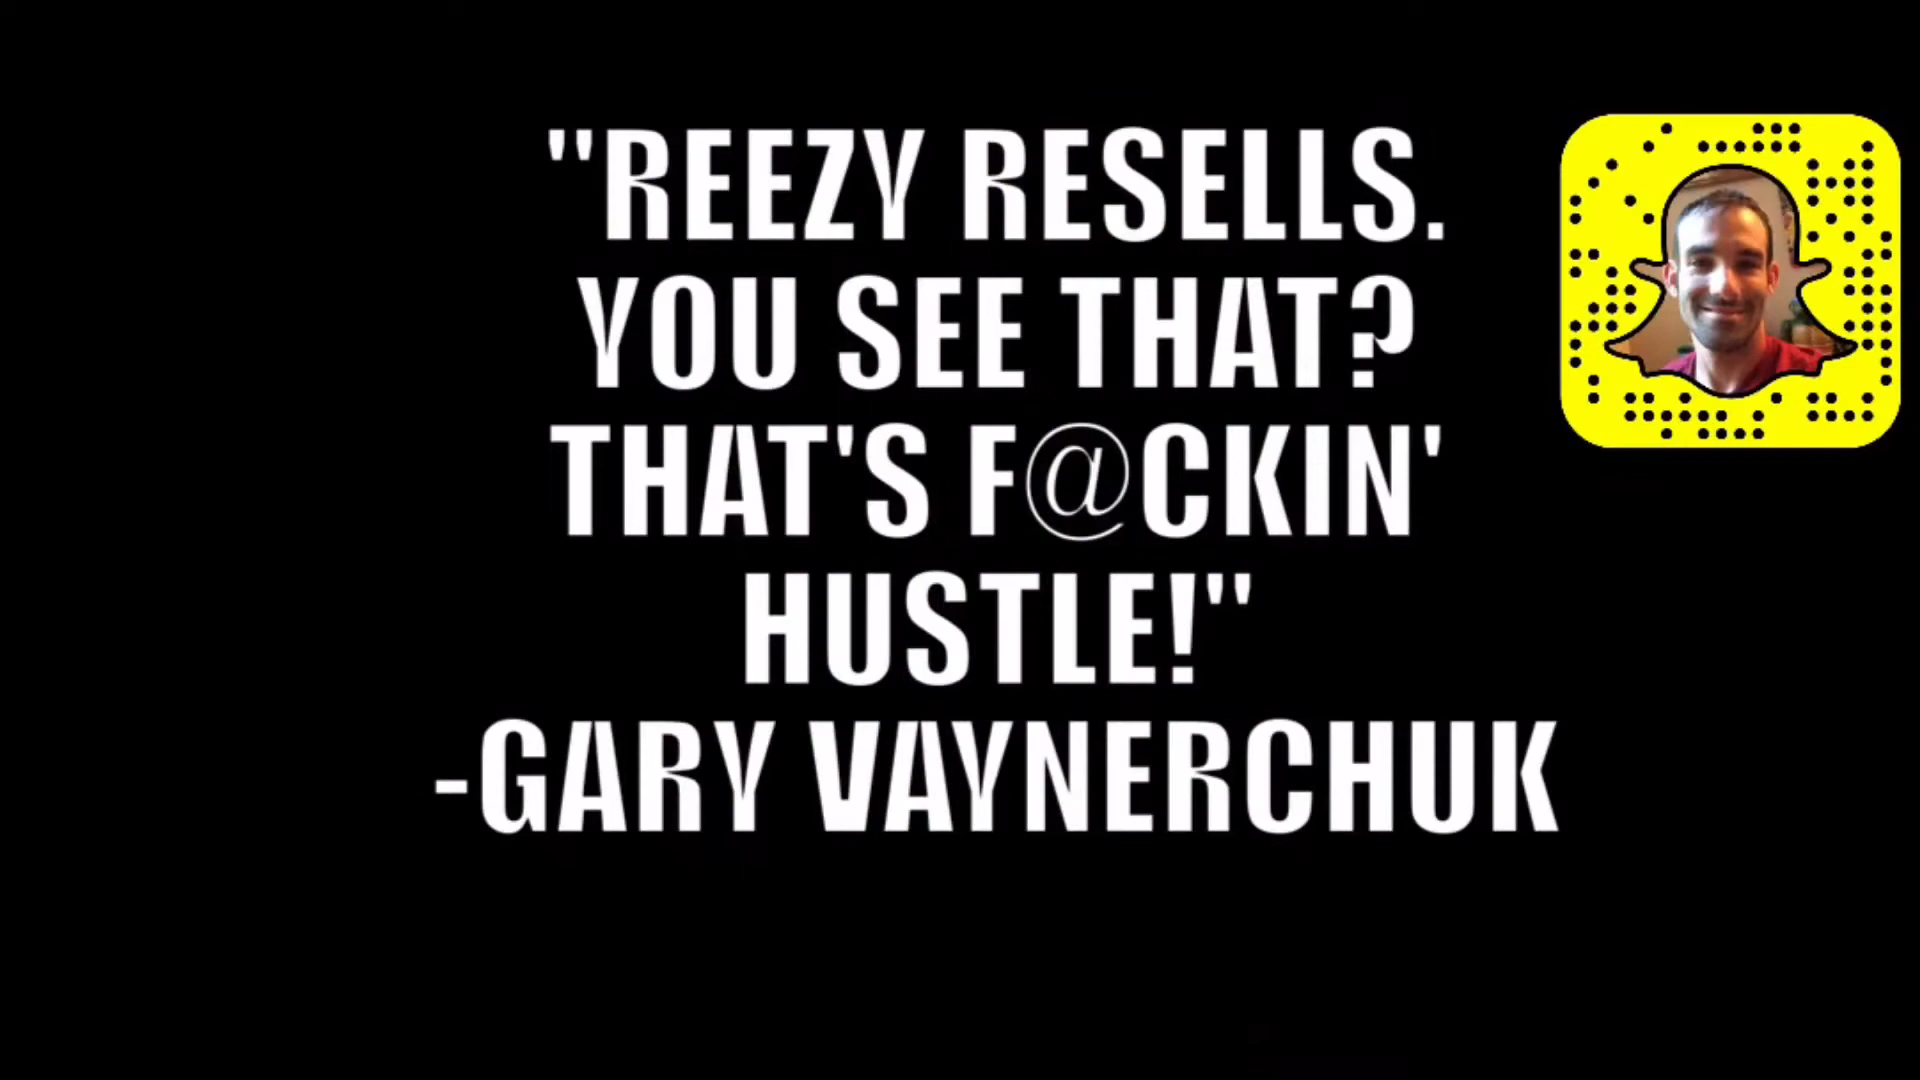 "REEZY RESELLS.
YOU SEE THAT?
THAT'S F@CKIN'
HUSTLE!"
-GARY VAYNERCHUK